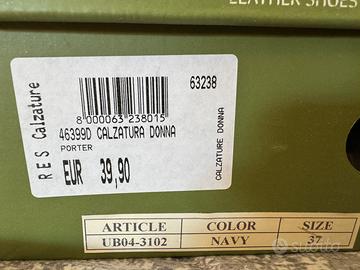 LEATHER SHOES
R E S Calzature
63238
8 000063 238015
46399D CALZATURA DONNA
PORTER
EUR 39,90
CALZATURE DONNA
ARTICLE COLOR SIZE
UB04-3102 NAVY 37
subito